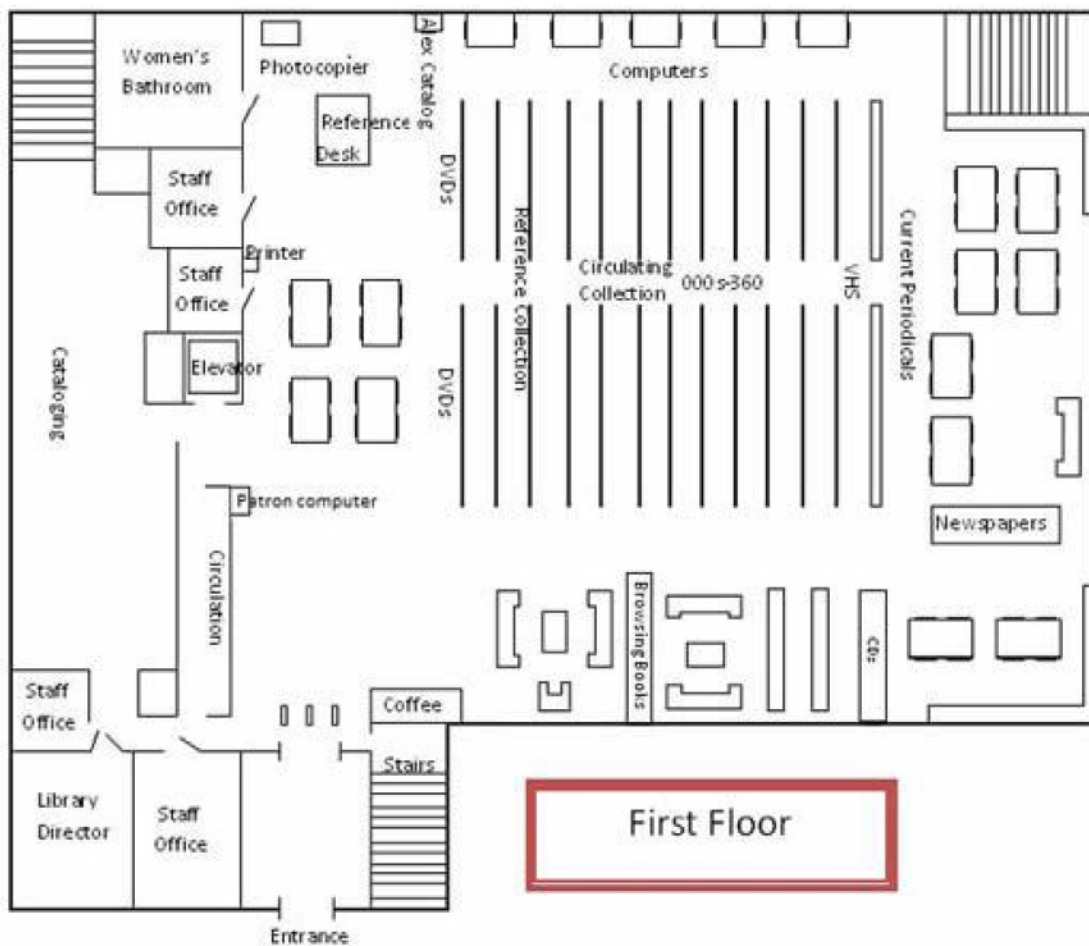 Women's
Bathroom
Photocopier
Alex Catalog
Computers
Reference
Desk
Staff
Office
DVDs
Reference Collection
Printer
Staff
Office
Circulating
Collection
000s-360
VHS
Current Periodicals
Elevator
Cataloging
DVDs
Patron computer
Newspapers
Circulation
Browsing Books
CDs
Staff
Office
Coffee
Stairs
Library
Director
Staff
Office
First Floor
Entrance